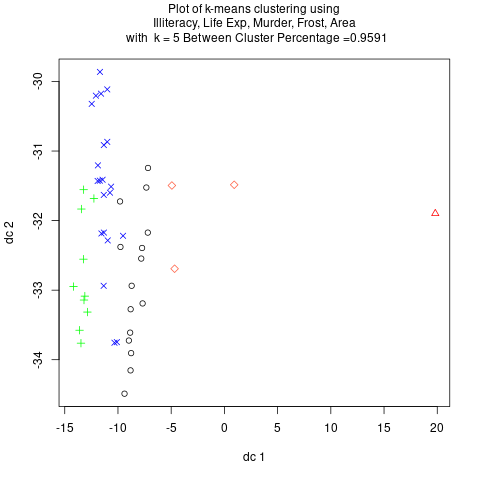 Plot of k-means clustering using
Illiteracy, Life Exp, Murder, Frost, Area
with k = 5 Between Cluster Percentage =0.9591
-30
-31
-32
-33
-34
dc 2
-15 -10 -5 0 5 10 15 20
dc 1